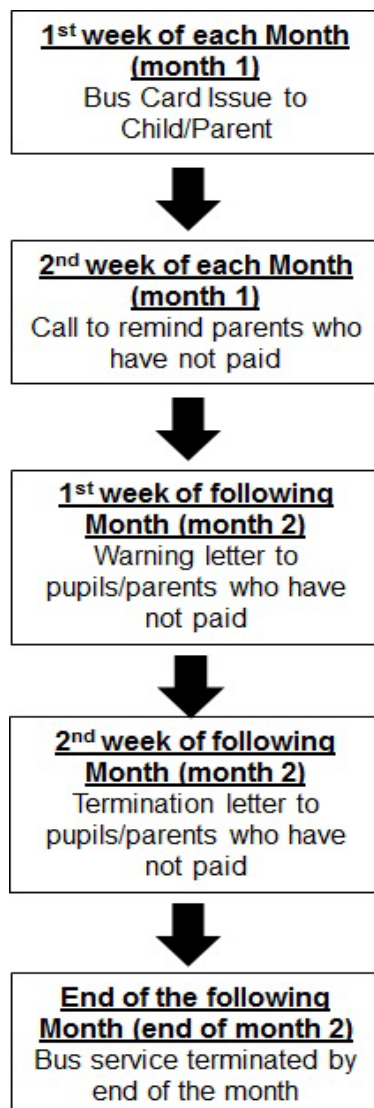 1st week of each Month
(month 1)
Bus Card Issue to
Child/Parent
2nd week of each Month
(month 1)
Call to remind parents who
have not paid
1st week of following
Month (month 2)
Warning letter to
pupils/parents who have
not paid
2nd week of following
Month (month 2)
Termination letter to
pupils/parents who have
not paid
End of the following
Month (end of month 2)
Bus service terminated by
end of the month